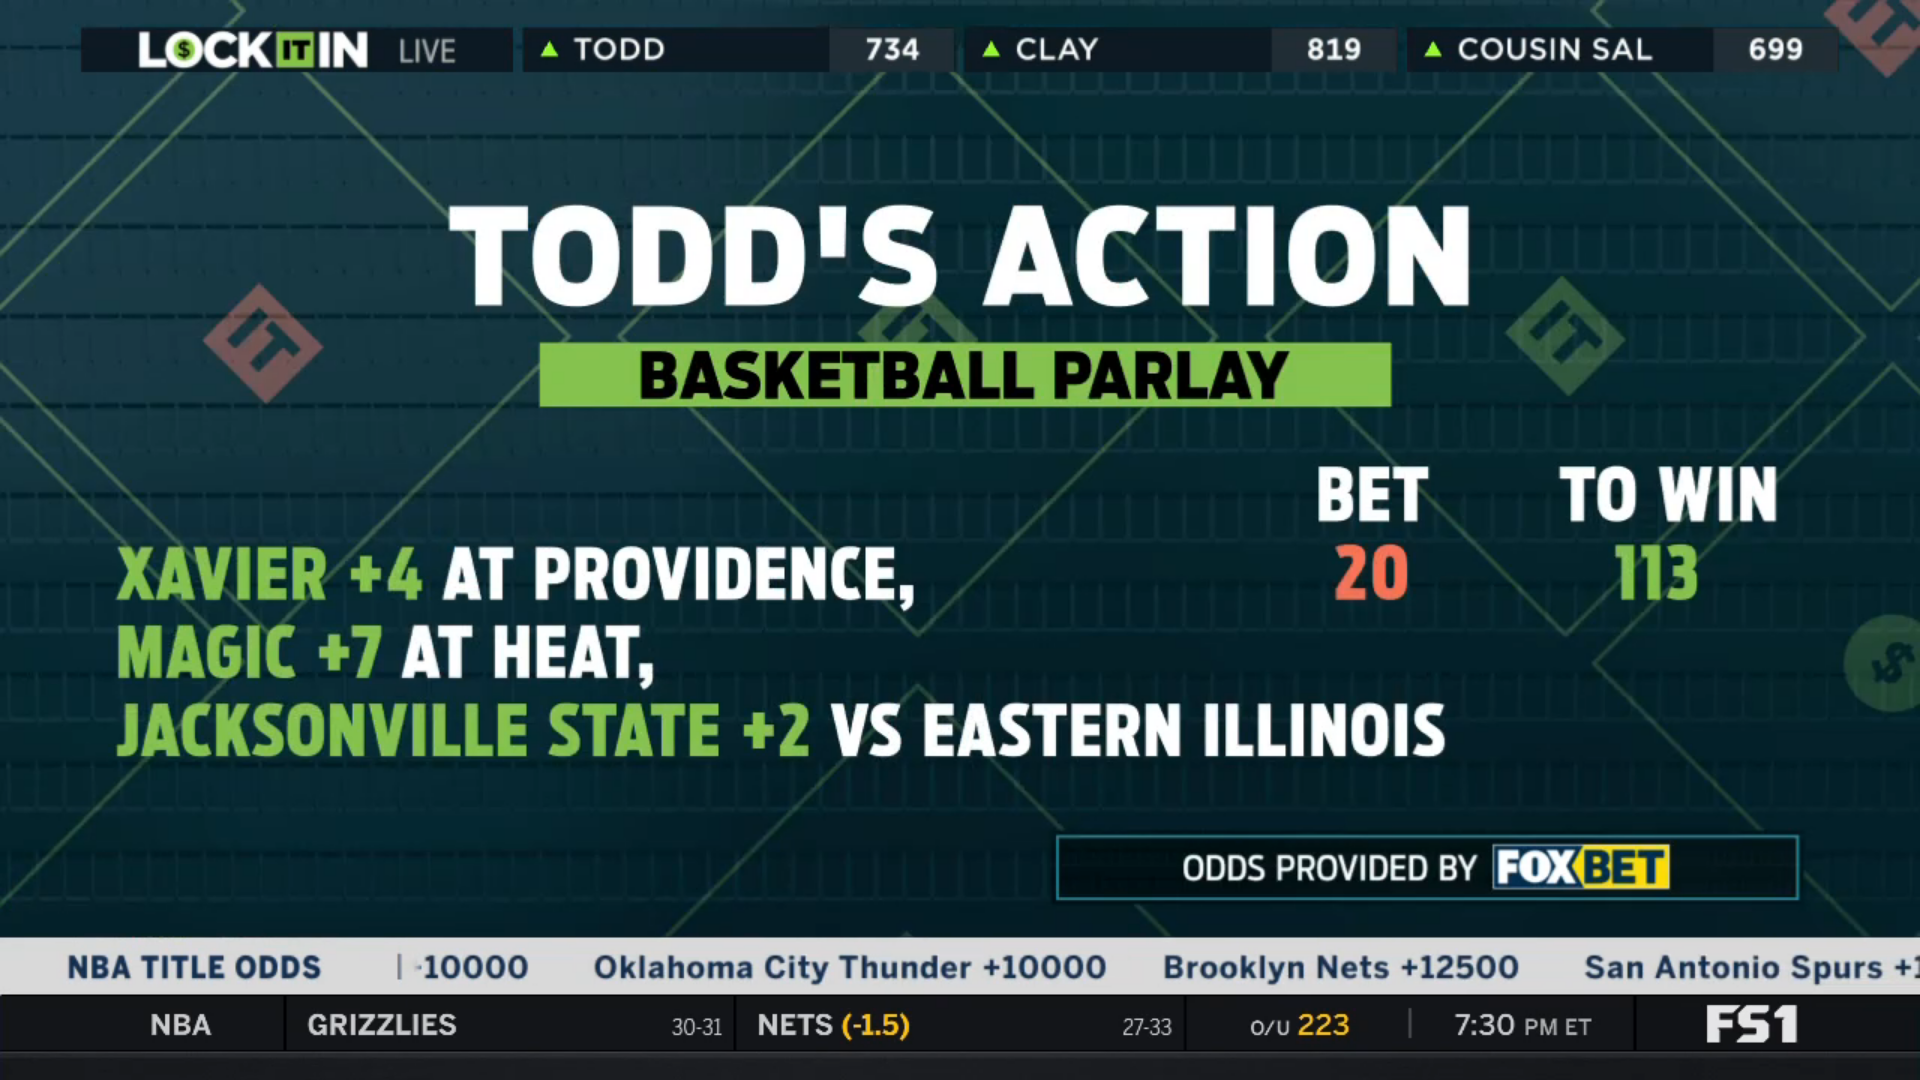 LOCK IT IN LIVE TODD 734 CLAY 819 COUSIN SAL 699
TODD'S ACTION
BASKETBALL PARLAY
BET TO WIN
XAVIER +4 AT PROVIDENCE, 20 113
MAGIC +7 AT HEAT,
JACKSONVILLE STATE +2 VS EASTERN ILLINOIS
ODDS PROVIDED BY FOX BET
NBA TITLE ODDS | -10000 Oklahoma City Thunder +10000 Brooklyn Nets +12500 San Antonio Spurs +1
NBA GRIZZLIES 30-31 NETS (-1.5) 27-33 O/U 223 | 7:30 PM ET FS1